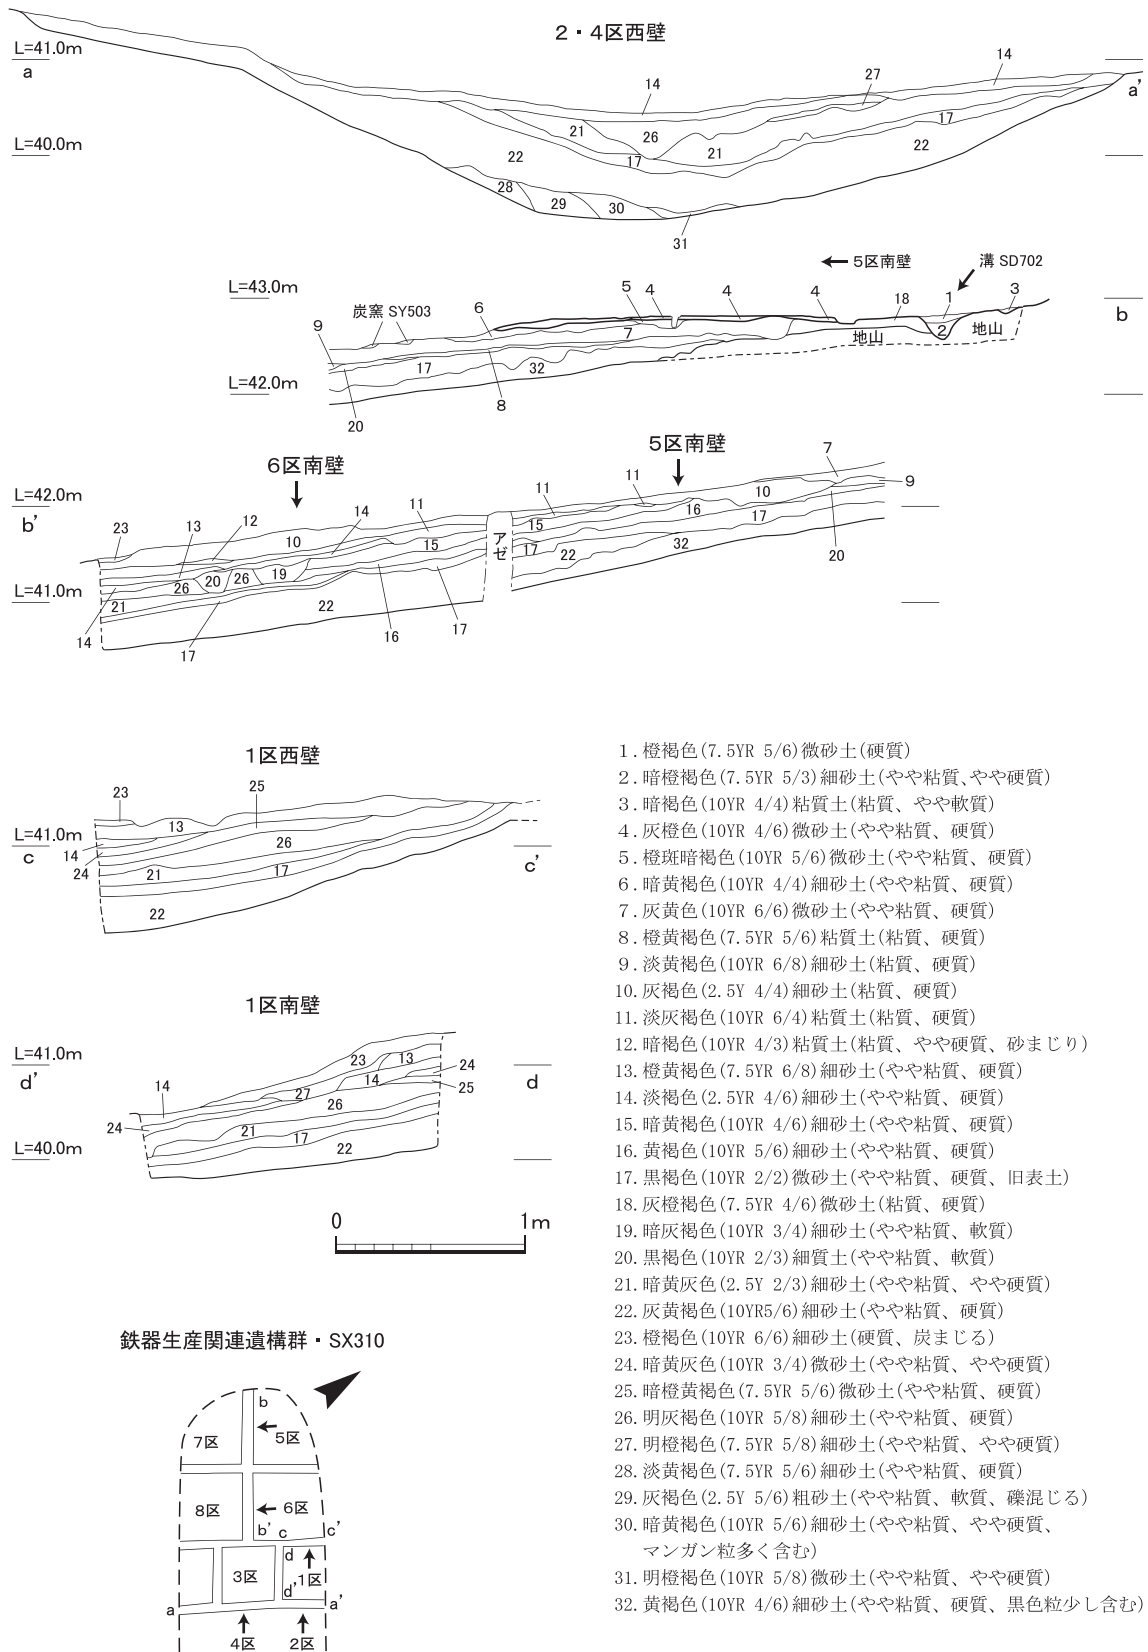 2・4区西壁
L=41.0m
a
14
27
14
a'
21
26
17
22
17
21
22
L=40.0m
28
29
30
31
←5区南壁
溝 SD702
L=43.0m
炭窯 SY503
6
5
4
4
4
18
1
3
b
9
7
2
地山
地山
17
32
L=42.0m
8
20
6区南壁
5区南壁
L=42.0m
b'
23
13
12
10
14
11
11
11
10
7
9
アゼ
15
15
16
17
20
26
20
26
19
17
22
32
L=41.0m
21
22
14
17
16
17
1区西壁
23
25
13
L=41.0m
c
14
24
26
21
17
c'
22
1区南壁
L=41.0m
d'
23
13
24
d
14
14
27
25
24
26
21
17
22
L=40.0m
0
1m
鉄器生産関連遺構群・SX310
b
7区
5区
8区
6区
b'
c
c'
d
3区
d'
1区
a
a'
4区
2区
1.橙褐色(7.5YR 5/6)微砂土(硬質)
2.暗橙褐色(7.5YR 5/3)細砂土(やや粘質、やや硬質)
3.暗褐色(10YR 4/4)粘質土(粘質、やや軟質)
4.灰橙色(10YR 4/6)微砂土(やや粘質、硬質)
5.橙斑暗褐色(10YR 5/6)微砂土(やや粘質、硬質)
6.暗黄褐色(10YR 4/4)細砂土(やや粘質、硬質)
7.灰黄色(10YR 6/6)微砂土(やや粘質、硬質)
8.橙黄褐色(7.5YR 5/6)粘質土(粘質、硬質)
9.淡黄褐色(10YR 6/8)細砂土(粘質、硬質)
10.灰褐色(2.5Y 4/4)細砂土(粘質、硬質)
11.淡灰褐色(10YR 6/4)粘質土(粘質、硬質)
12.暗褐色(10YR 4/3)粘質土(粘質、やや硬質、砂まじり)
13.橙黄褐色(7.5YR 6/8)細砂土(やや粘質、硬質)
14.淡褐色(2.5YR 4/6)細砂土(やや粘質、硬質)
15.暗黄褐色(10YR 4/6)細砂土(やや粘質、硬質)
16.黄褐色(10YR 5/6)細砂土(やや粘質、硬質)
17.黒褐色(10YR 2/2)微砂土(やや粘質、硬質、旧表土)
18.灰橙褐色(7.5YR 4/6)微砂土(粘質、硬質)
19.暗灰褐色(10YR 3/4)細砂土(やや粘質、軟質)
20.黒褐色(10YR 2/3)細質土(やや粘質、軟質)
21.暗黄灰色(2.5Y 2/3)細砂土(やや粘質、やや硬質)
22.灰黄褐色(10YR5/6)細砂土(やや粘質、硬質)
23.橙褐色(10YR 6/6)細砂土(硬質、炭まじる)
24.暗黄灰色(10YR 3/4)微砂土(やや粘質、やや硬質)
25.暗橙黄褐色(7.5YR 5/6)微砂土(やや粘質、硬質)
26.明灰褐色(10YR 5/8)細砂土(やや粘質、硬質)
27.明橙褐色(7.5YR 5/8)細砂土(やや粘質、やや硬質)
28.淡黄褐色(7.5YR 5/6)細砂土(やや粘質、硬質)
29.灰褐色(2.5Y 5/6)粗砂土(やや粘質、軟質、礫混じる)
30.暗黄褐色(10YR 5/6)細砂土(やや粘質、やや硬質、
マンガン粒多く含む)
31.明橙褐色(10YR 5/8)微砂土(やや粘質、やや硬質)
32.黄褐色(10YR 4/6)細砂土(やや粘質、硬質、黒色粒少し含む)